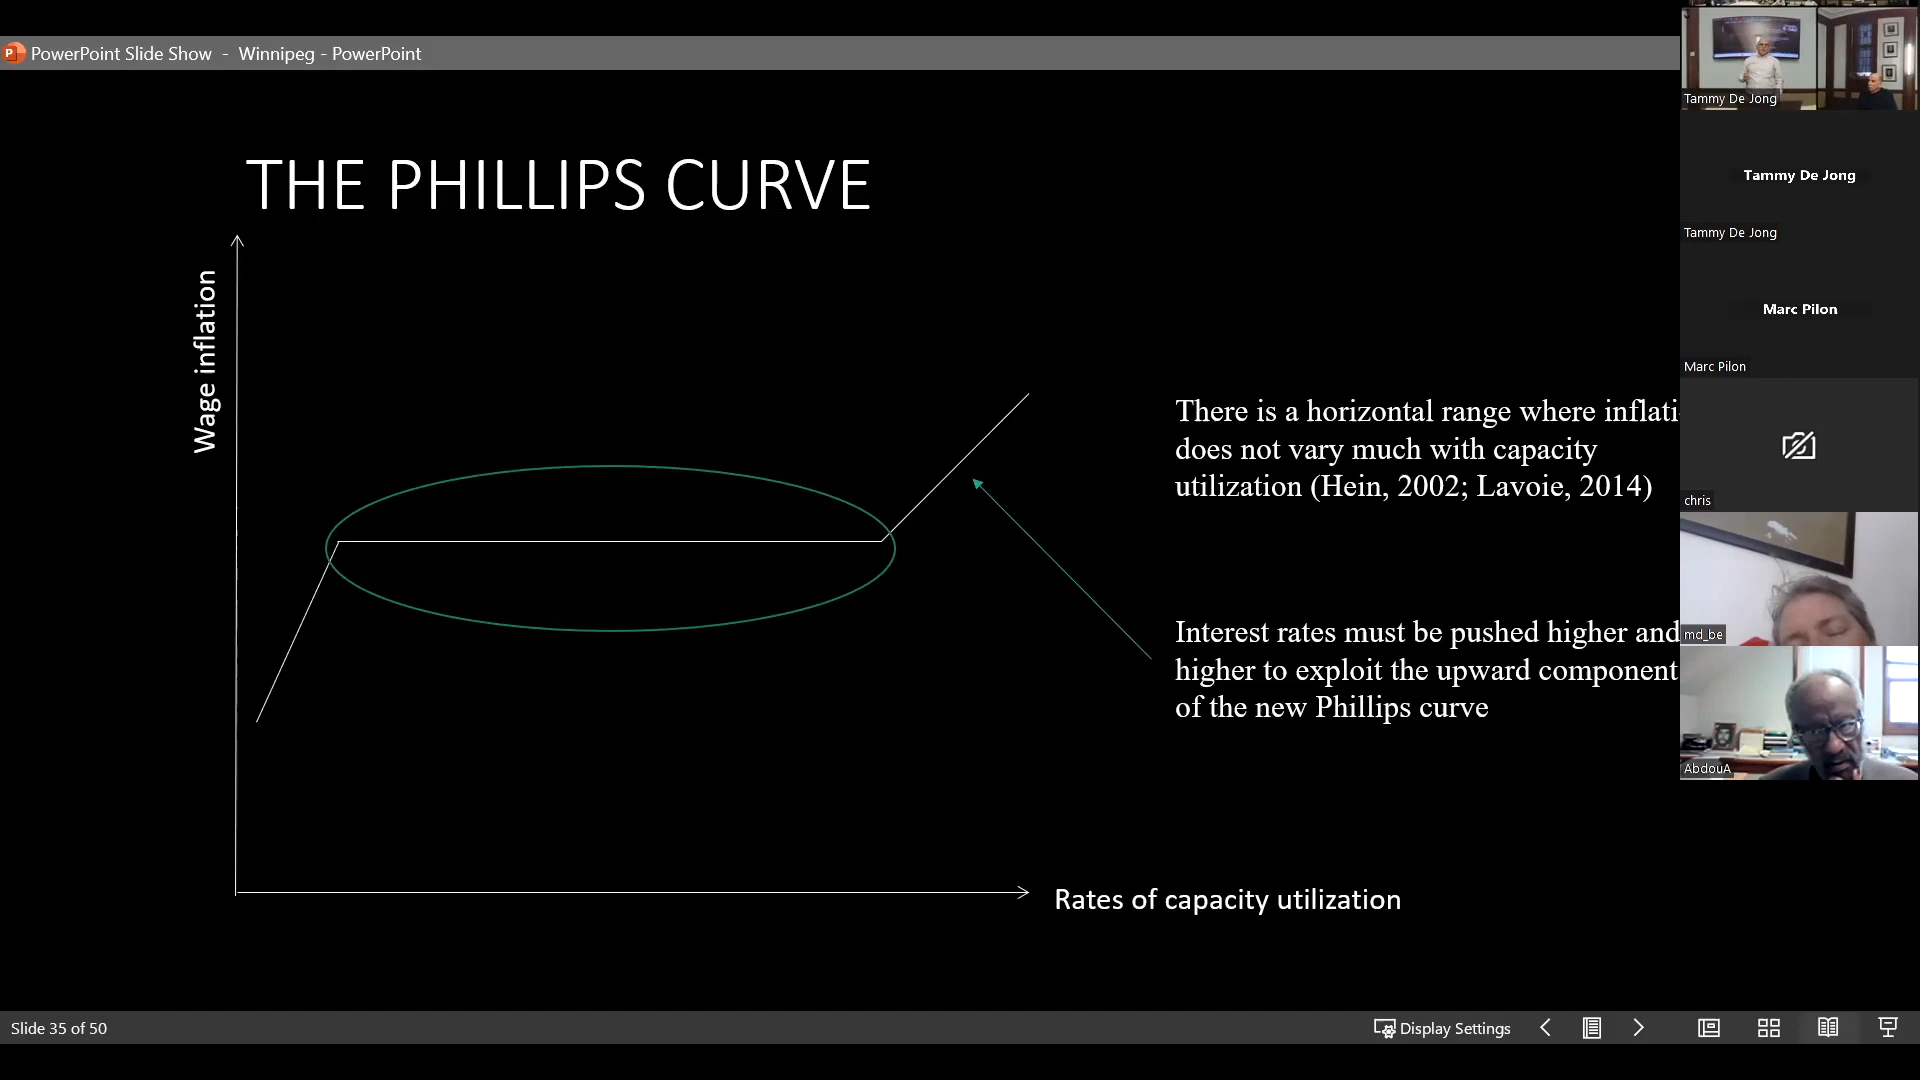 PowerPoint Slide Show - Winnipeg - PowerPoint
THE PHILLIPS CURVE
Wage inflation
There is a horizontal range where inflati
does not vary much with capacity
utilization (Hein, 2002; Lavoie, 2014)
Interest rates must be pushed higher and
higher to exploit the upward component
of the new Phillips curve
Rates of capacity utilization
Tammy De Jong
Tammy De Jong
Tammy De Jong
Marc Pilon
Marc Pilon
chris
md_be
AbdouA
Slide 35 of 50
Display Settings